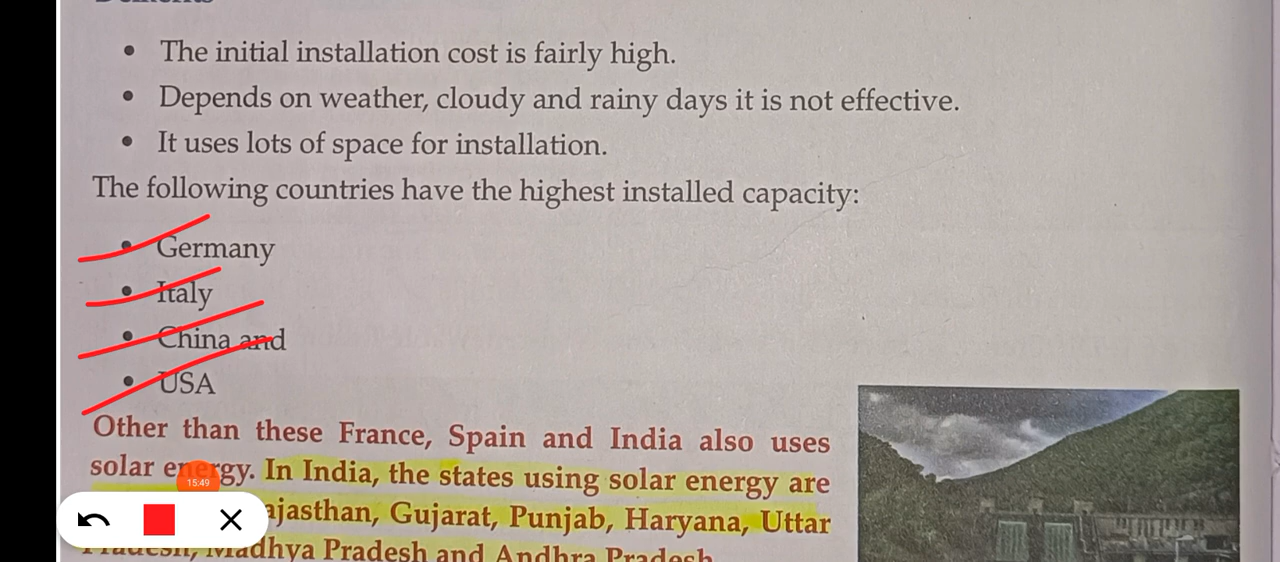 • The initial installation cost is fairly high.
• Depends on weather, cloudy and rainy days it is not effective.
• It uses lots of space for installation.
The following countries have the highest installed capacity:
• Germany
• Italy
• China and
• USA
Other than these France, Spain and India also uses
solar energy. In India, the states using solar energy are
15:49
Gujarat, Punjab, Haryana, Uttar
Pradesh, Madhya Pradesh and Andhra Pradesh.